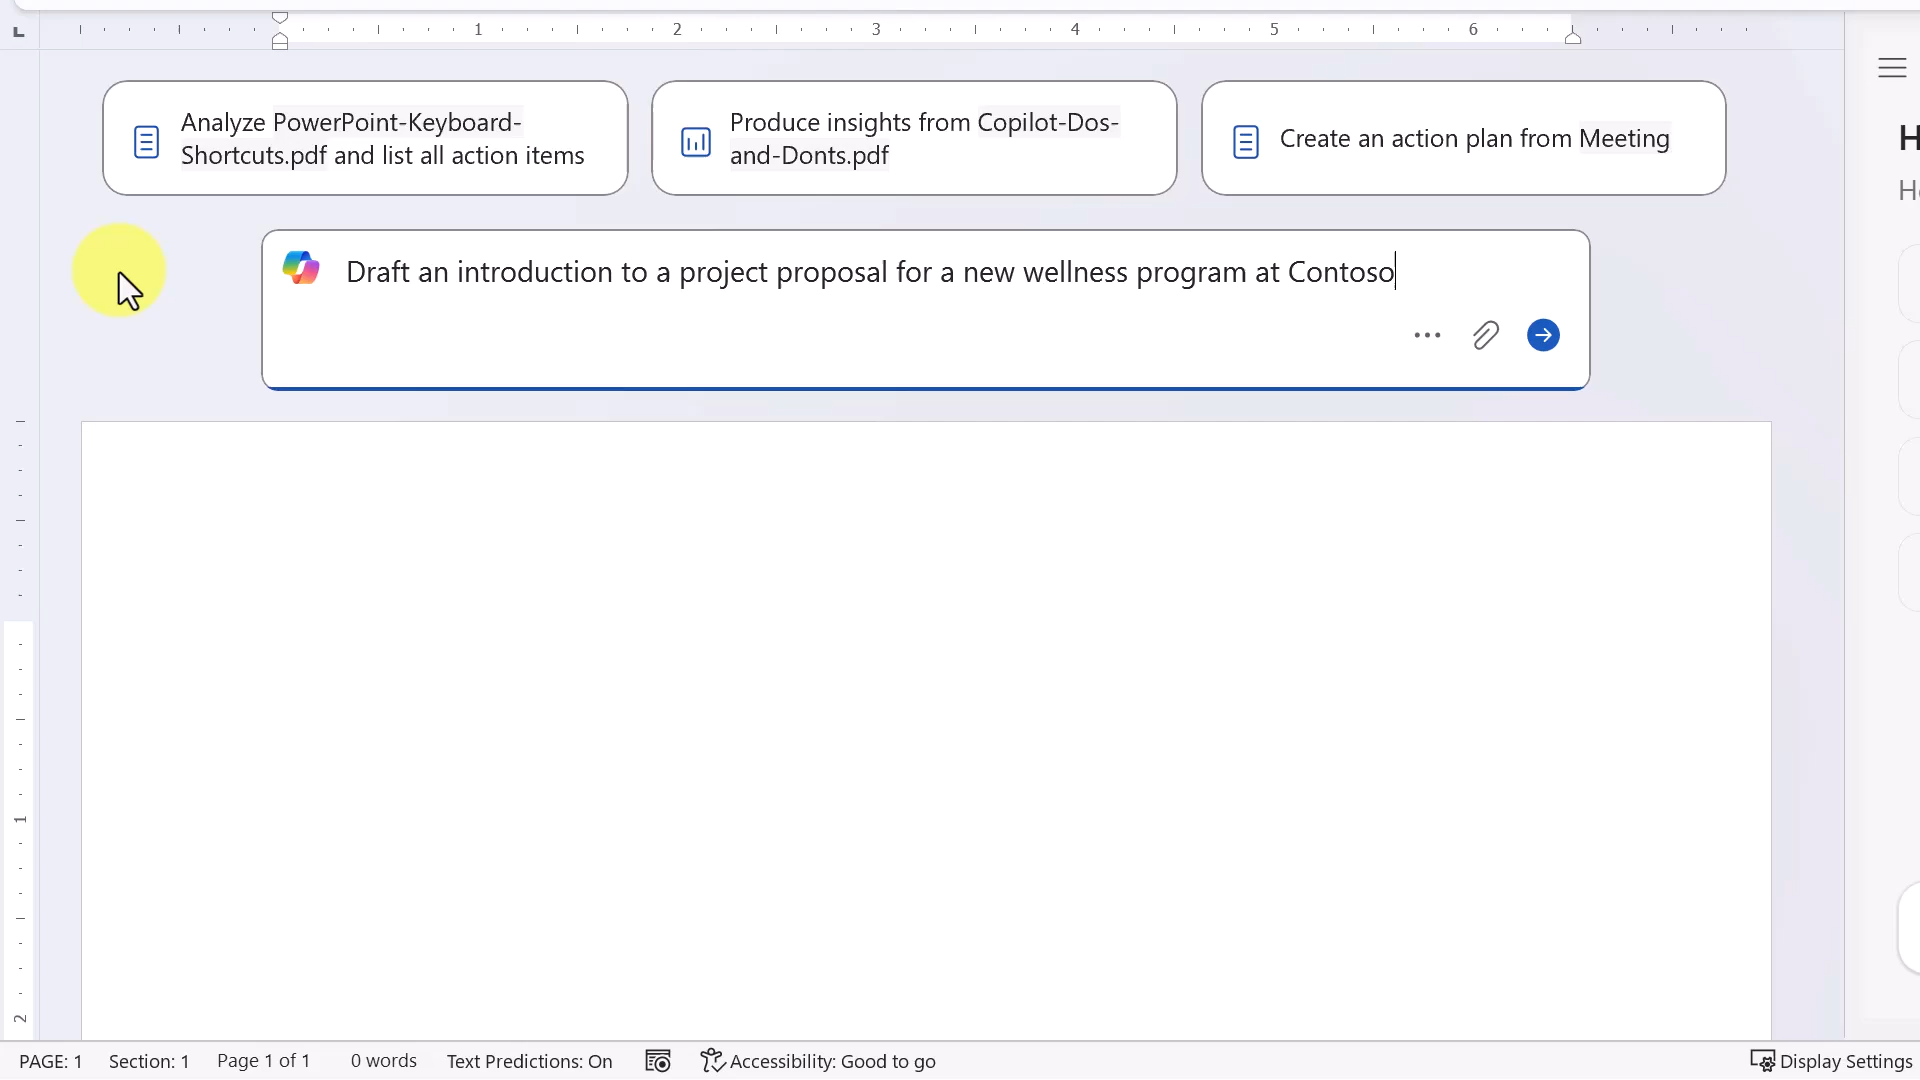 1 2 3 4 5 6
Analyze PowerPoint-Keyboard-
Shortcuts.pdf and list all action items
Produce insights from Copilot-Dos-
and-Donts.pdf
Create an action plan from Meeting
Draft an introduction to a project proposal for a new wellness program at Contoso
1
2
PAGE: 1 Section: 1 Page 1 of 1 0 words Text Predictions: On Accessibility: Good to go Display Settings